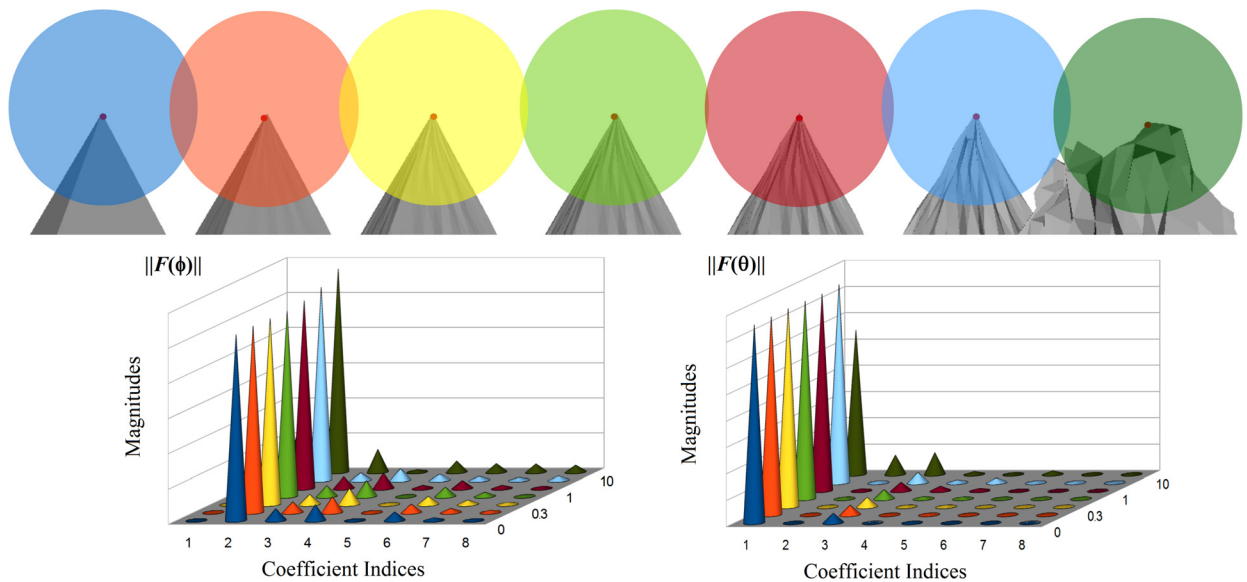 ||F(ϕ)||
Magnitudes
1 2 3 4 5 6 7 8
0 0.3 1 10
Coefficient Indices
||F(θ)||
Magnitudes
1 2 3 4 5 6 7 8
0 0.3 1 10
Coefficient Indices